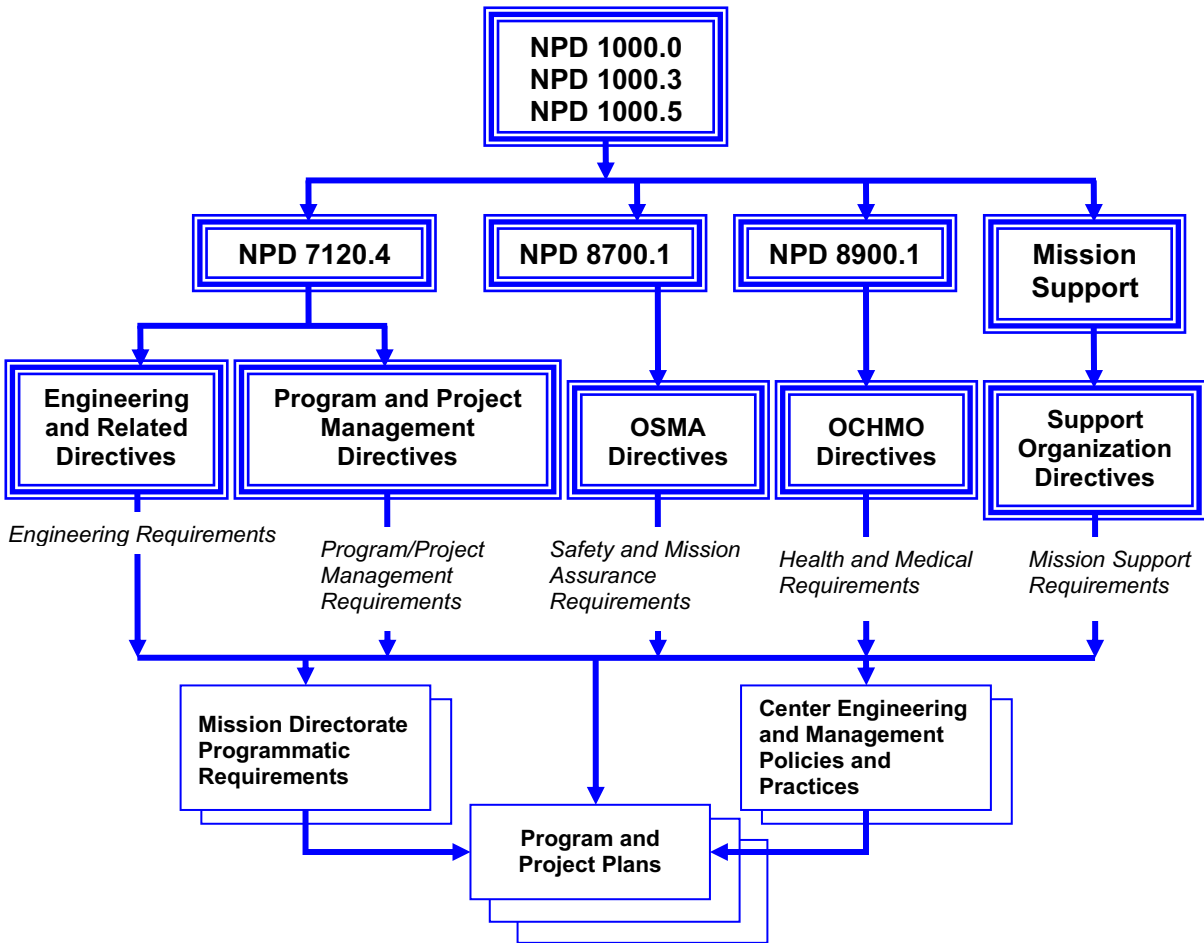 NPD 1000.0
NPD 1000.3
NPD 1000.5
NPD 7120.4
NPD 8700.1
NPD 8900.1
Mission
Support
Engineering
and Related
Directives
Program and Project
Management
Directives
OSMA
Directives
OCHMO
Directives
Support
Organization
Directives
Engineering Requirements
Program/Project
Management
Requirements
Safety and Mission
Assurance
Requirements
Health and Medical
Requirements
Mission Support
Requirements
Mission Directorate
Programmatic
Requirements
Center Engineering
and Management
Policies and
Practices
Program and
Project Plans